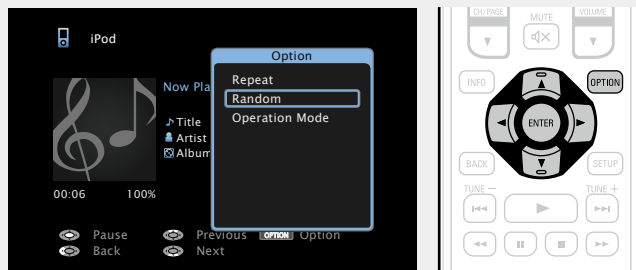 iPod
Now Pla
Title
Artist
Album
00:06 100%
Pause Previous OPTION Option
Back Next
Option
Repeat
Random
Operation Mode
CH/PAGE MUTE VOLUME
INFO OPTION
ENTER
BACK SETUP
TUNE – TUNE +